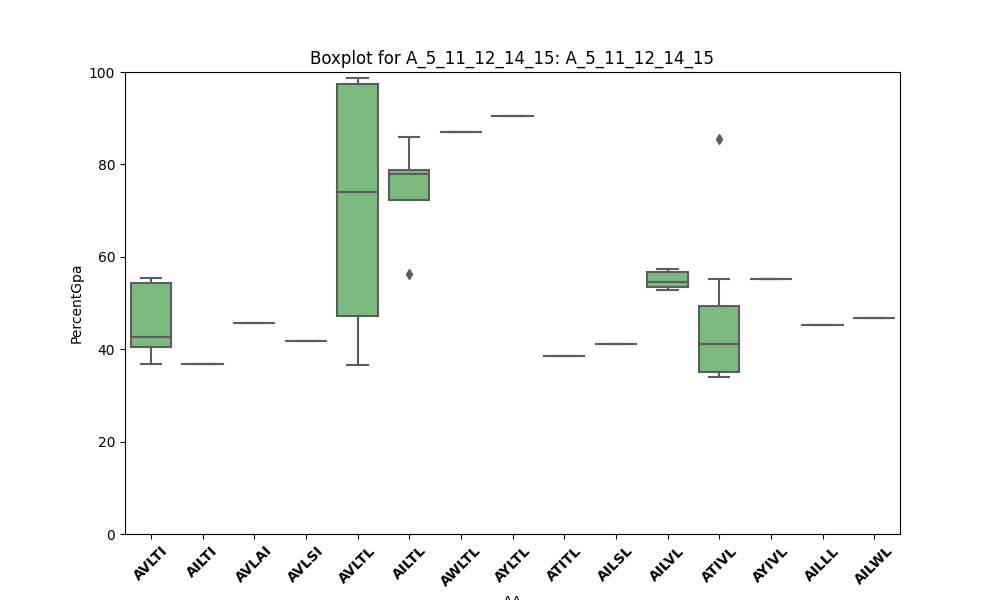 Boxplot for A_5_11_12_14_15: A_5_11_12_14_15
PercentGpa
100
80
60
40
20
0
AVLTI
AILTI
AVLAI
AVLSI
AVLTL
AILTL
AWLTL
AYLTL
ATITL
AILSL
AILVL
ATIVL
AYIVL
AILLL
AILWL